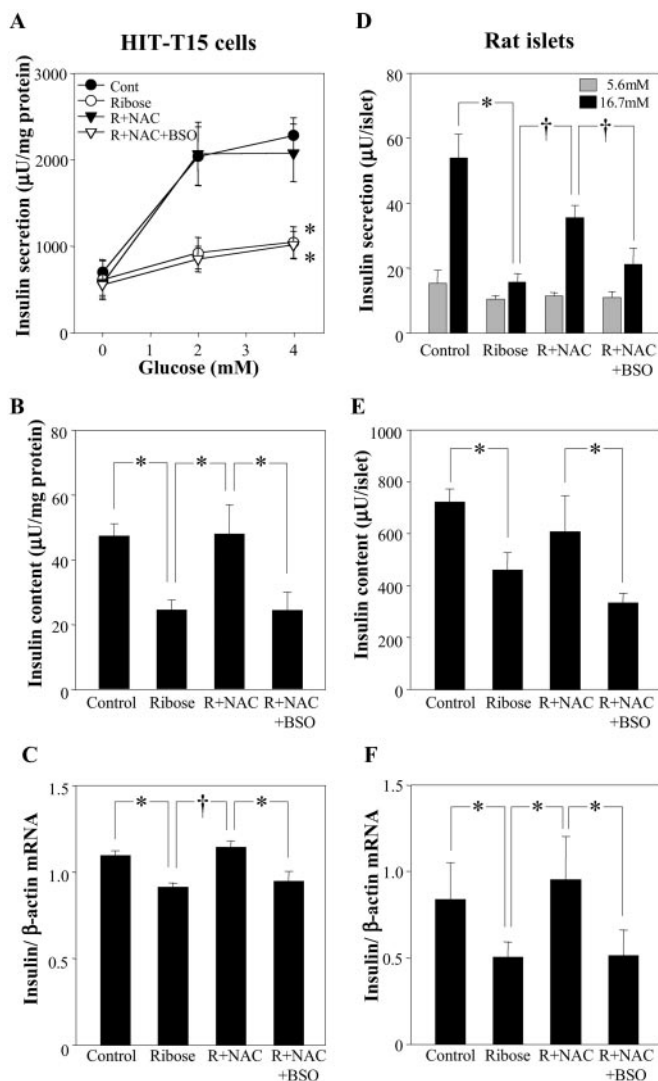 A
HIT-T15 cells
Insulin secretion (μU/mg protein)
3000
2000
1000
0
Cont
Ribose
R+NAC
R+NAC+BSO
*
*
0 1 2 3 4
Glucose (mM)
B
Insulin content (μU/mg protein)
80
60
40
20
0
* * *
Control Ribose R+NAC R+NAC
+BSO
C
Insulin/ β-actin mRNA
1.5
1.0
0.5
0
* † *
Control Ribose R+NAC R+NAC
+BSO
D
Rat islets
Insulin secretion (μU/islet)
80
60
40
20
0
5.6mM
16.7mM
* † †
Control Ribose R+NAC R+NAC
+BSO
E
Insulin content (μU/islet)
1000
800
600
400
200
0
* *
Control Ribose R+NAC R+NAC
+BSO
F
Insulin/ β-actin mRNA
1.5
1.0
0.5
0
* * *
Control Ribose R+NAC R+NAC
+BSO